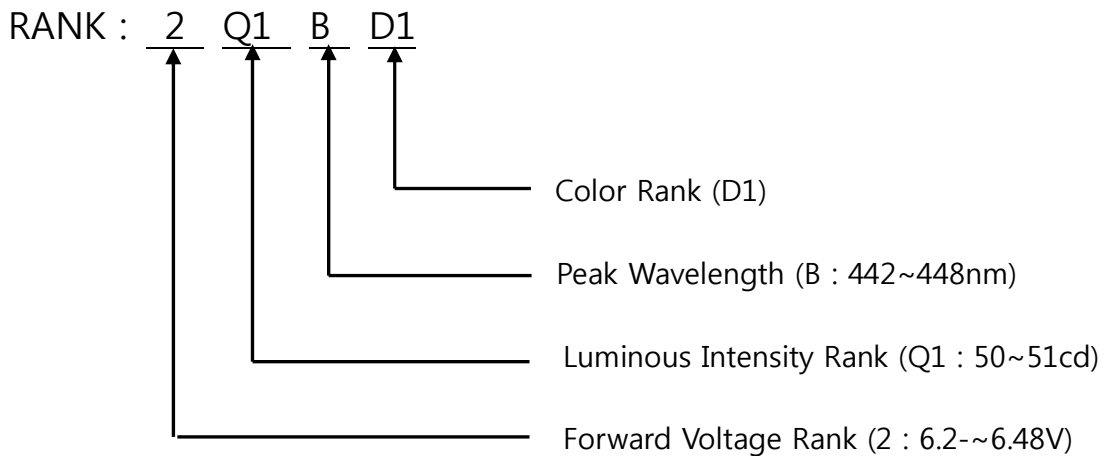 RANK : 2 Q1 B D1
Color Rank (D1)
Peak Wavelength (B : 442~448nm)
Luminous Intensity Rank (Q1 : 50~51cd)
Forward Voltage Rank (2 : 6.2-~6.48V)